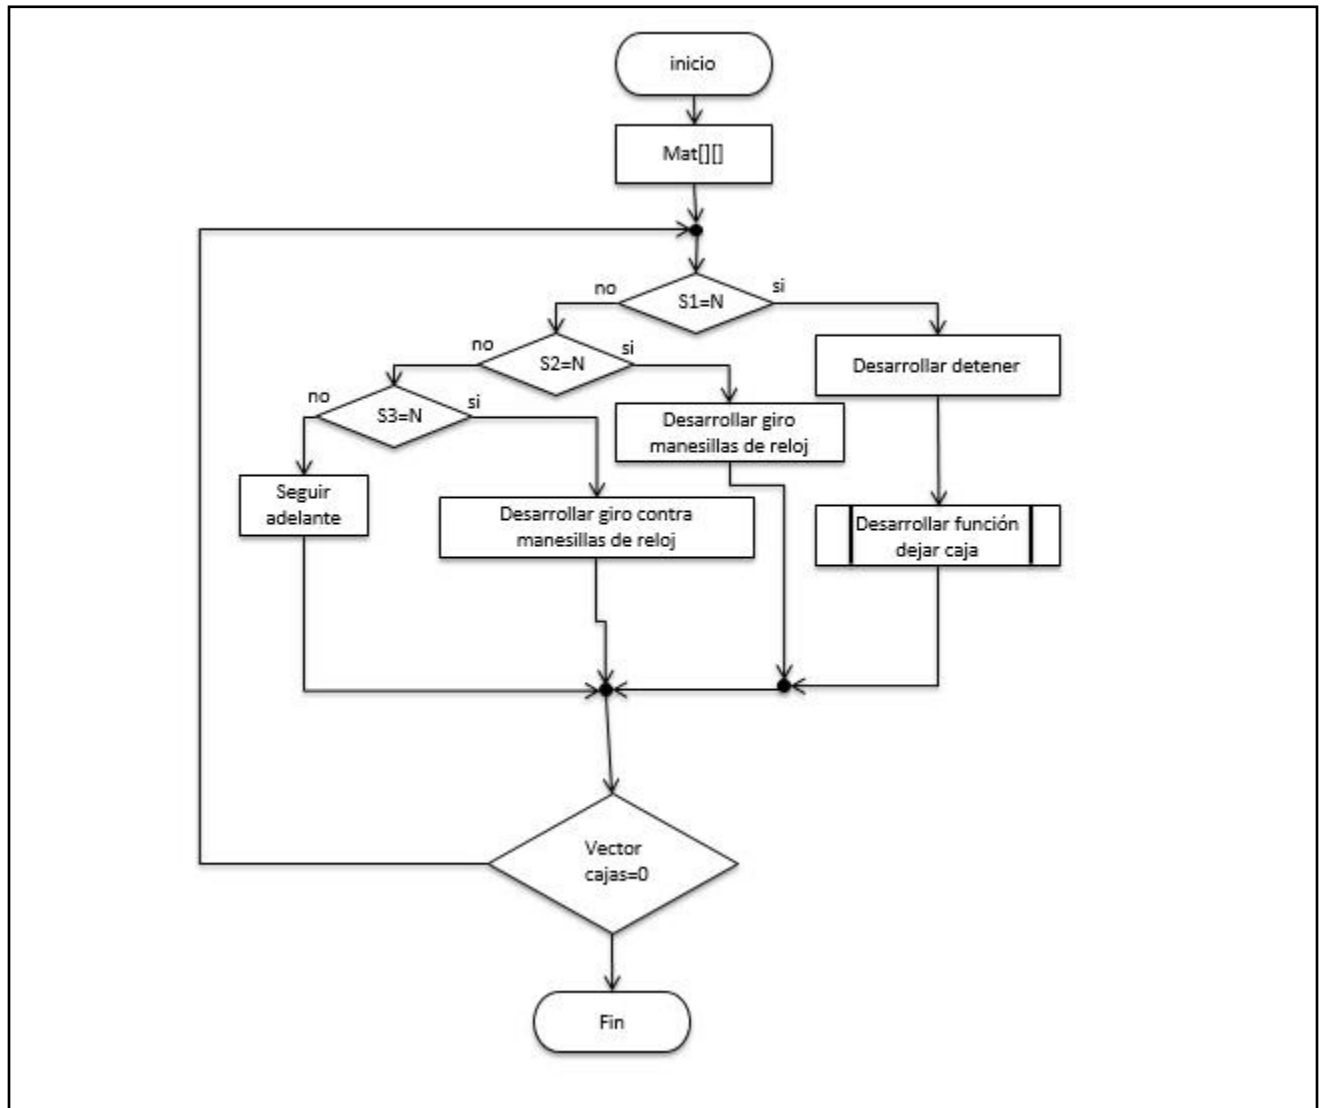 inicio
Mat[][]
no
S1=N
si
no
S2=N
si
Desarrollar detener
no
S3=N
si
Desarrollar giro
manesillas de reloj
Seguir
adelante
Desarrollar giro contra
manesillas de reloj
Desarrollar función
dejar caja
Vector
cajas=0
Fin